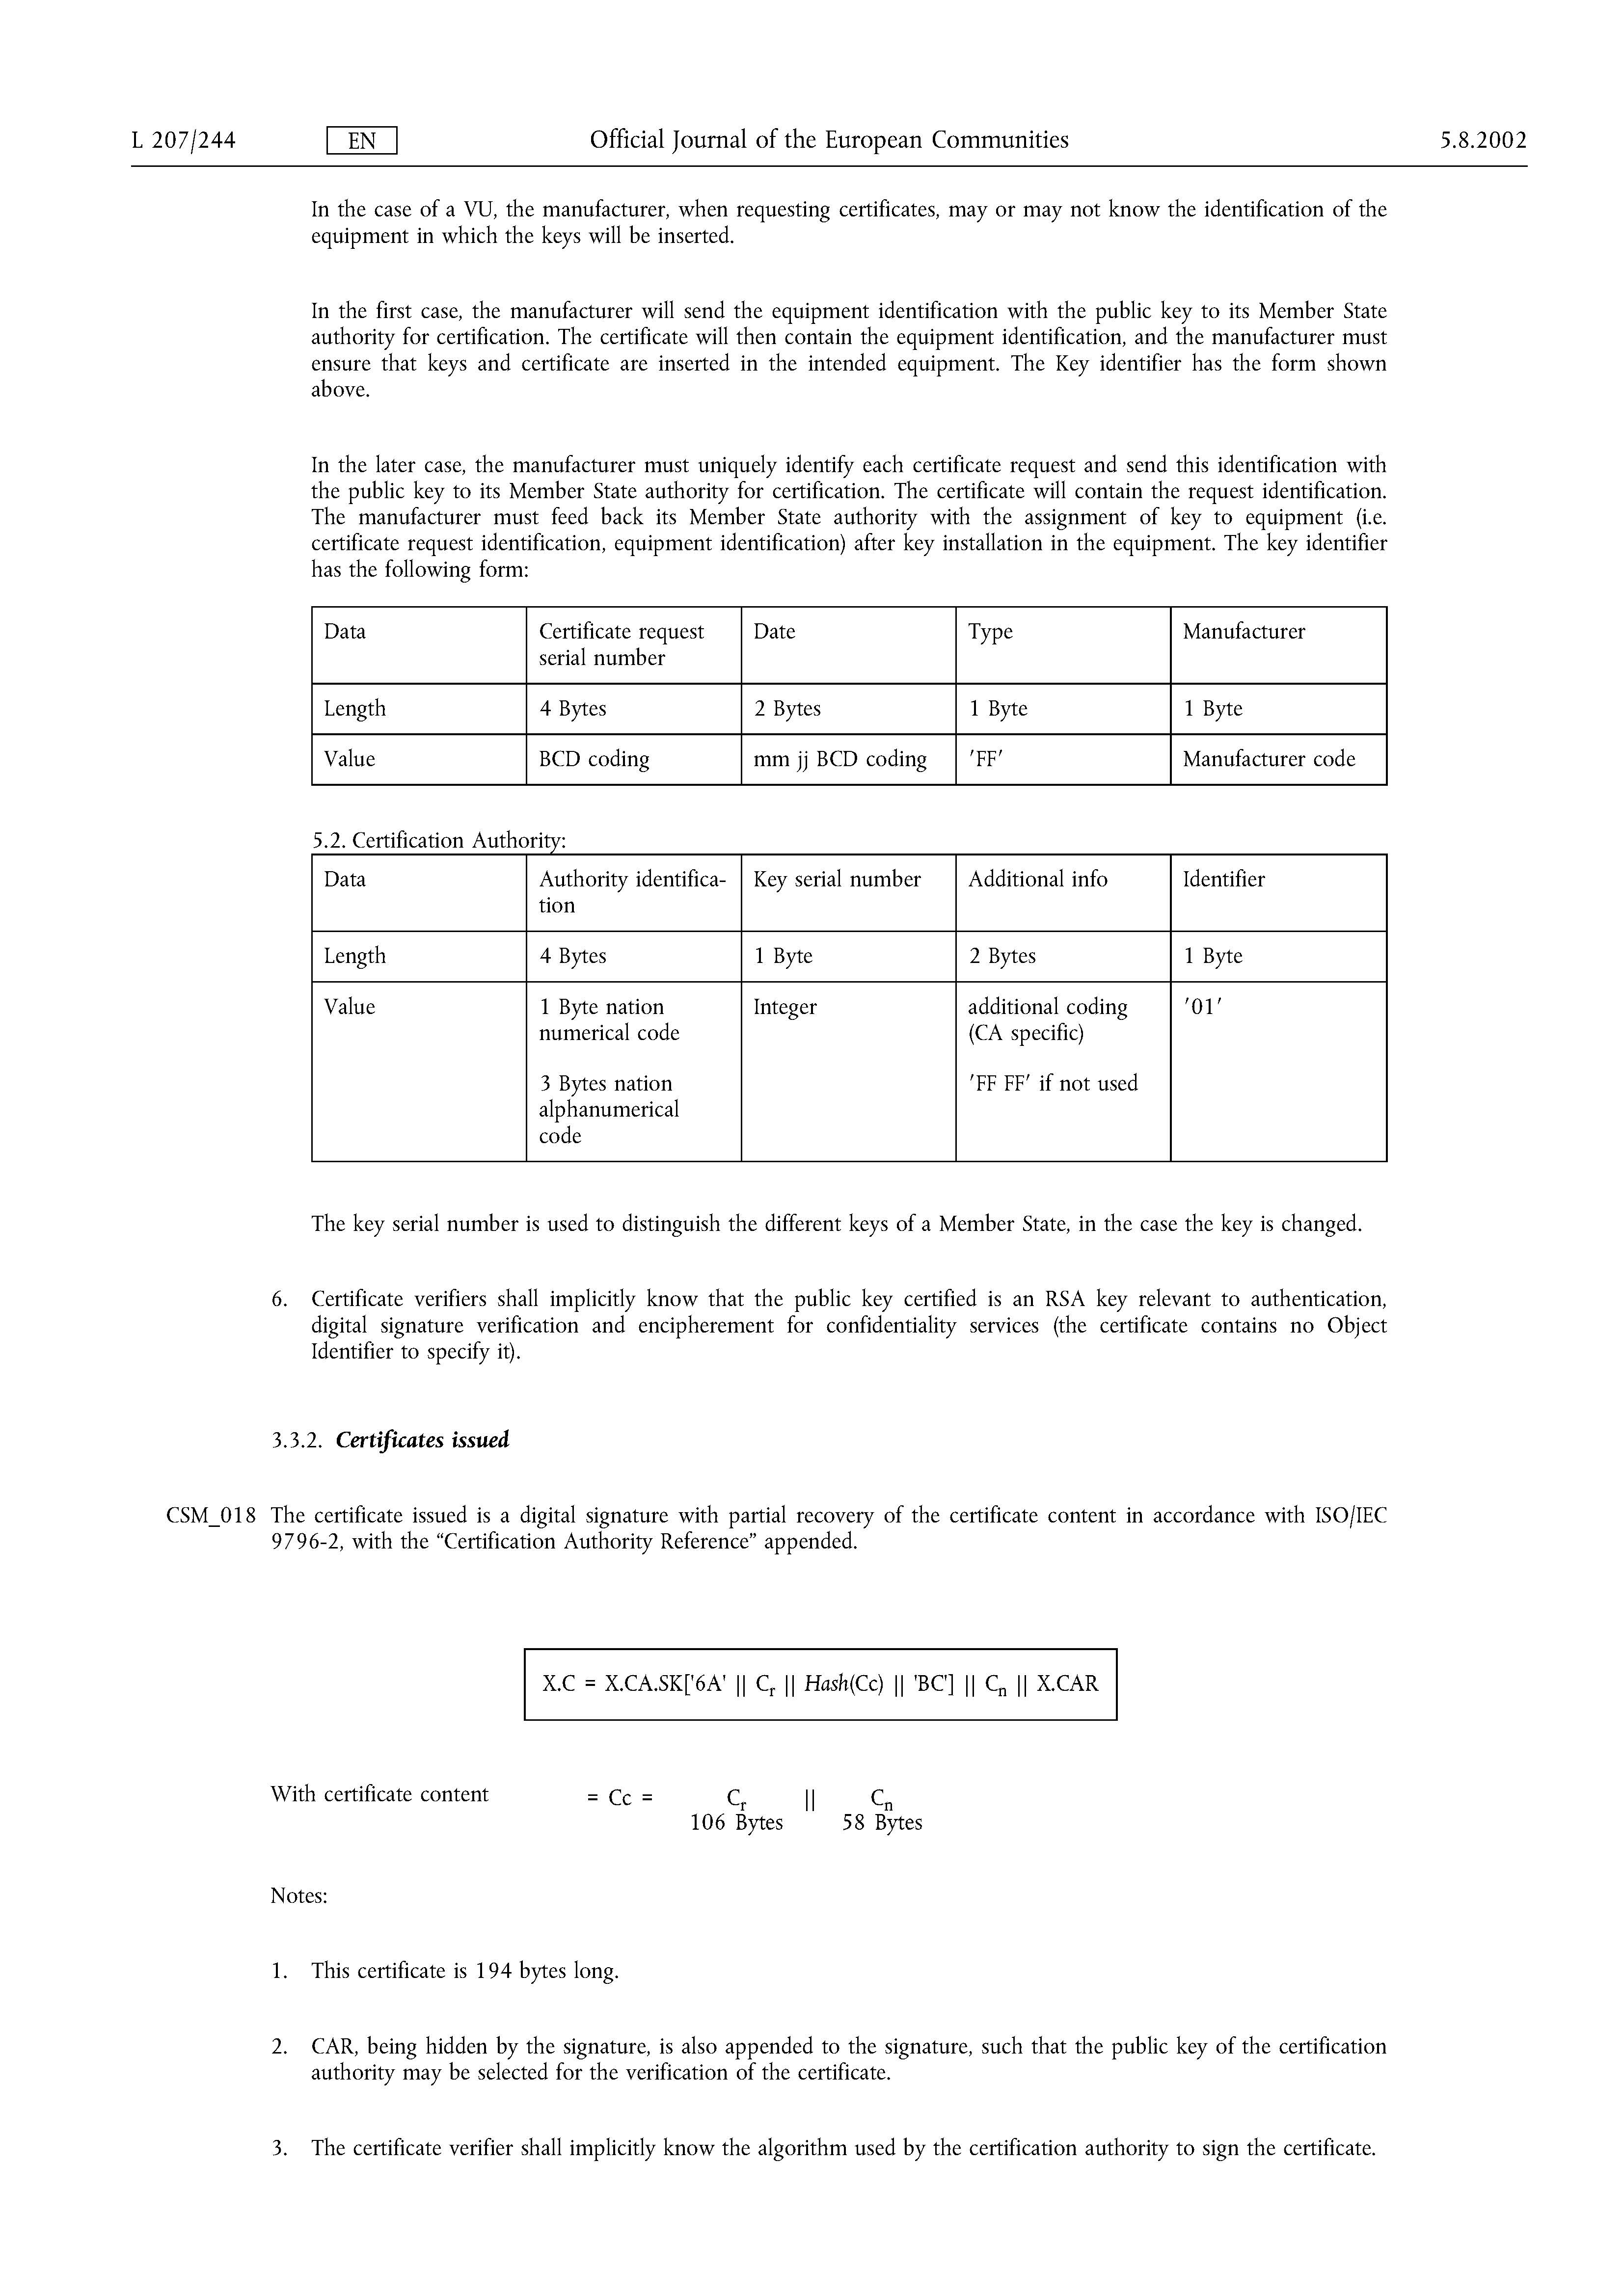 L 207/244 EN Official Journal of the European Communities 5.8.2002
In the case of a VU, the manufacturer, when requesting certificates, may or may not know the identification of the
equipment in which the keys will be inserted.
In the first case, the manufacturer will send the equipment identification with the public key to its Member State
authority for certification. The certificate will then contain the equipment identification, and the manufacturer must
ensure that keys and certificate are inserted in the intended equipment. The Key identifier has the form shown
above.
In the later case, the manufacturer must uniquely identify each certificate request and send this identification with
the public key to its Member State authority for certification. The certificate will contain the request identification.
The manufacturer must feed back its Member State authority with the assignment of key to equipment (i.e.
certificate request identification, equipment identification) after key installation in the equipment. The key identifier
has the following form:
Data Certificate request Date Type Manufacturer
serial number
Length 4 Bytes 2 Bytes 1 Byte 1 Byte
Value BCD coding mm jj BCD coding 'FF' Manufacturer code
5.2. Certification Authority:
Data Authority identifica- Key serial number Additional info Identifier
tion
Length 4 Bytes 1 Byte 2 Bytes 1 Byte
Value 1 Byte nation Integer additional coding '01'
numerical code (CA specific)
3 Bytes nation 'FF FF' if not used
alphanumerical
code
The key serial number is used to distinguish the different keys of a Member State, in the case the key is changed.
6. Certificate verifiers shall implicitly know that the public key certified is an RSA key relevant to authentication,
digital signature verification and encipherement for confidentiality services (the certificate contains no Object
Identifier to specify it).
3.3.2. Certificates issued
CSM_018 The certificate issued is a digital signature with partial recovery of the certificate content in accordance with ISO/IEC
9796-2, with the “Certification Authority Reference” appended.
X.C = X.CA.SK['6A' || Cr || Hash(Cc) || 'BC'] || Cn || X.CAR
With certificate content = Cc = Cr || Cn
106 Bytes 58 Bytes
Notes:
1. This certificate is 194 bytes long.
2. CAR, being hidden by the signature, is also appended to the signature, such that the public key of the certification
authority may be selected for the verification of the certificate.
3. The certificate verifier shall implicitly know the algorithm used by the certification authority to sign the certificate.